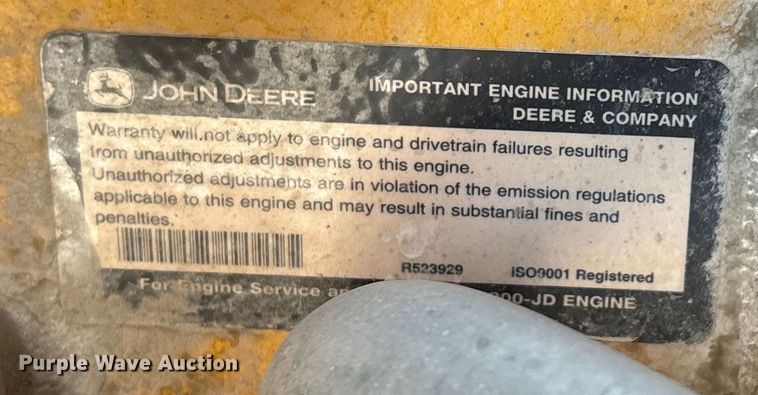 JOHN DEERE
IMPORTANT ENGINE INFORMATION
DEERE & COMPANY
Warranty will not apply to engine and drivetrain failures resulting
from unauthorized adjustments to this engine.
Unauthorized adjustments are in violation of the emission regulations
applicable to this engine and may result in substantial fines and
penalties.
R523929 ISO9001 Registered
For Engine Service 00-JD ENGINE
Purple Wave Auction